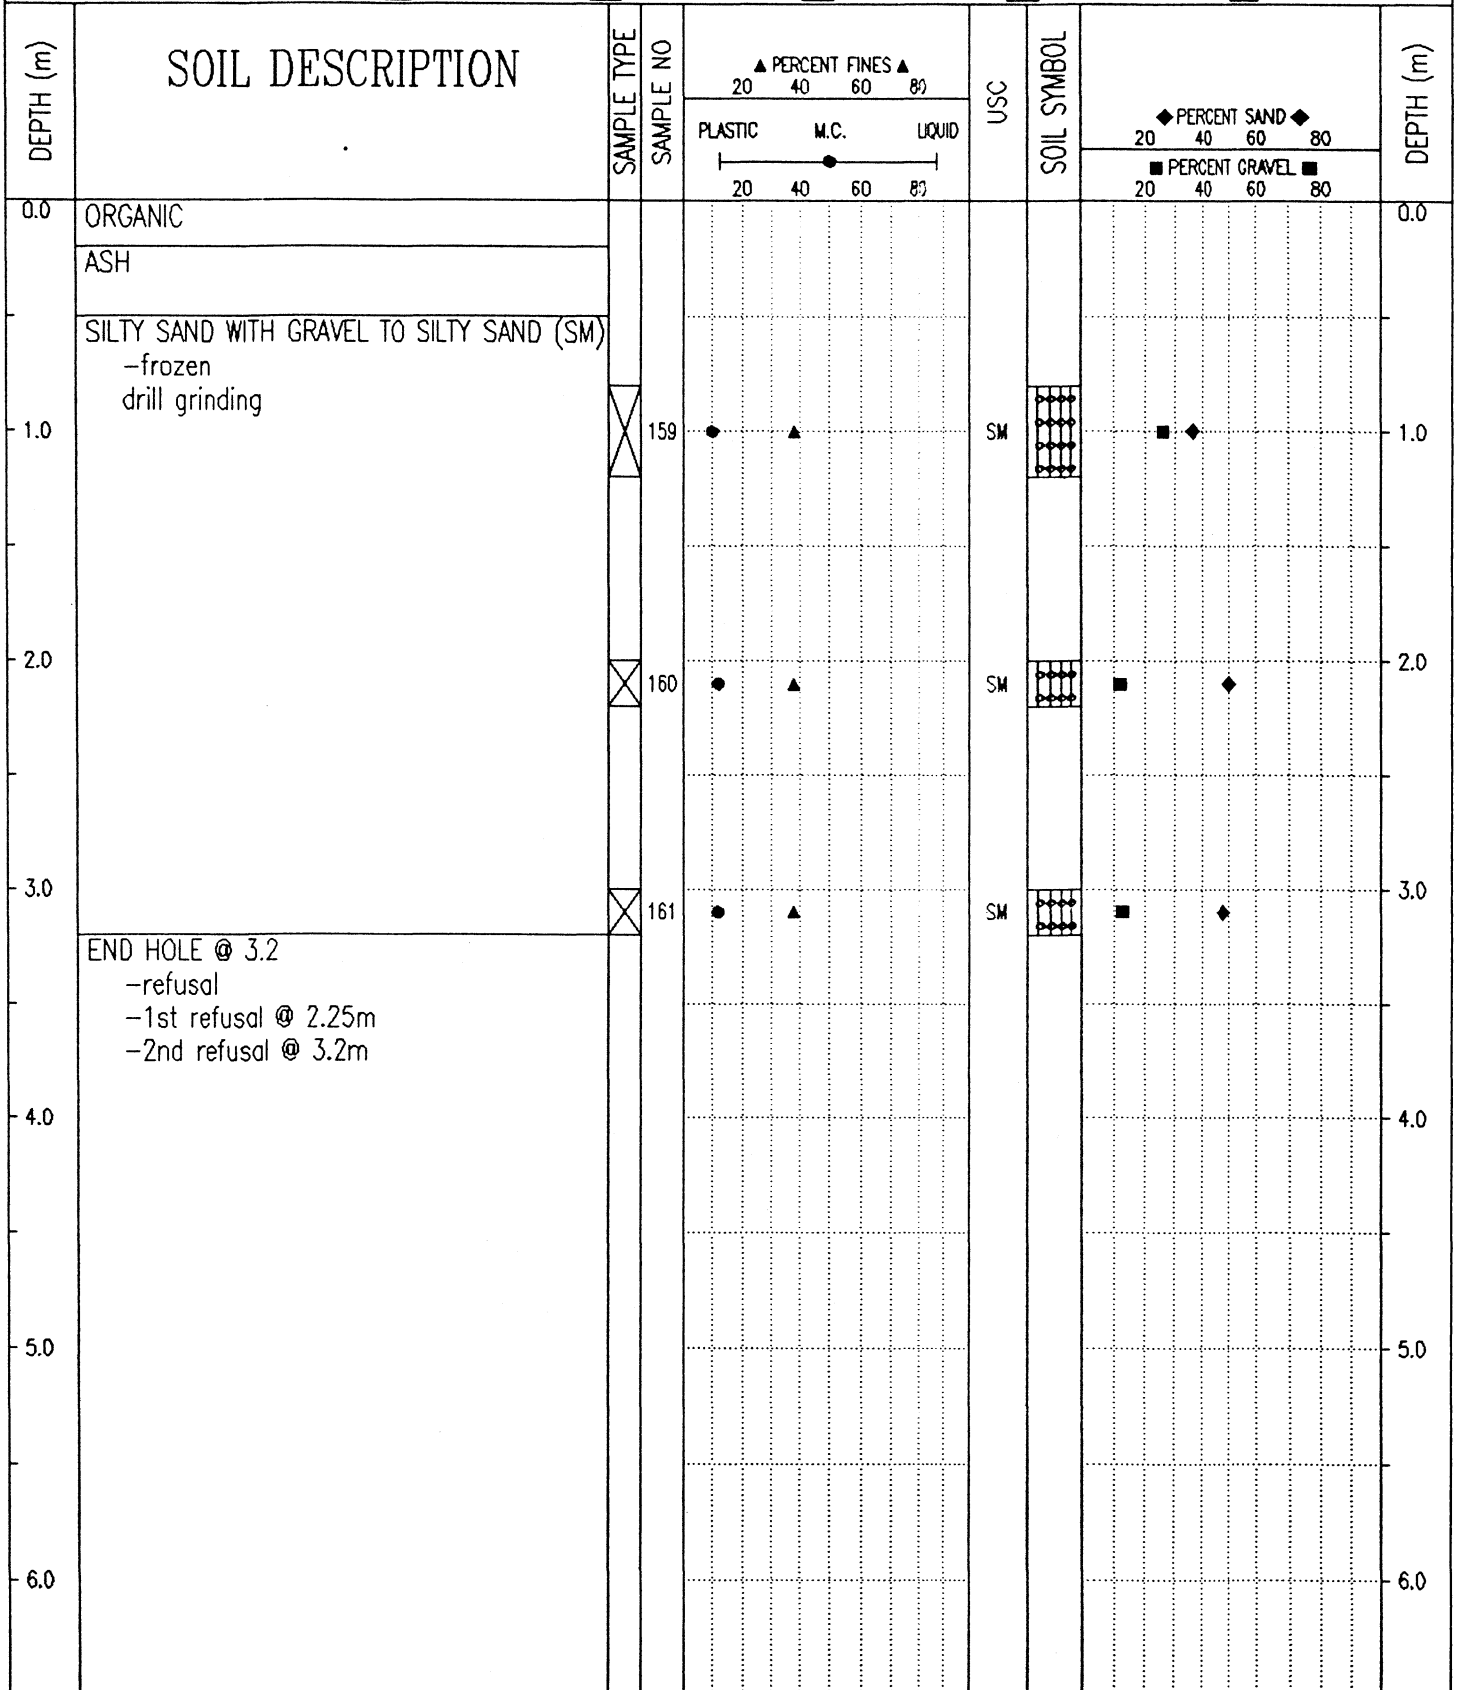 DEPTH (m)
SOIL DESCRIPTION
SAMPLE TYPE
SAMPLE NO
▲ PERCENT FINES ▲
20 40 60 80
PLASTIC M.C. LIQUID
20 40 60 80
USC
SOIL SYMBOL
◆ PERCENT SAND ◆
20 40 60 80
■ PERCENT GRAVEL ■
20 40 60 80
DEPTH (m)
0.0 ORGANIC 0.0
ASH
SILTY SAND WITH GRAVEL TO SILTY SAND (SM)
-frozen
drill grinding
1.0 159 SM 1.0
2.0 2.0
160 SM
3.0 3.0
161 SM
END HOLE @ 3.2
-refusal
-1st refusal @ 2.25m
-2nd refusal @ 3.2m
4.0 4.0
5.0 5.0
6.0 6.0